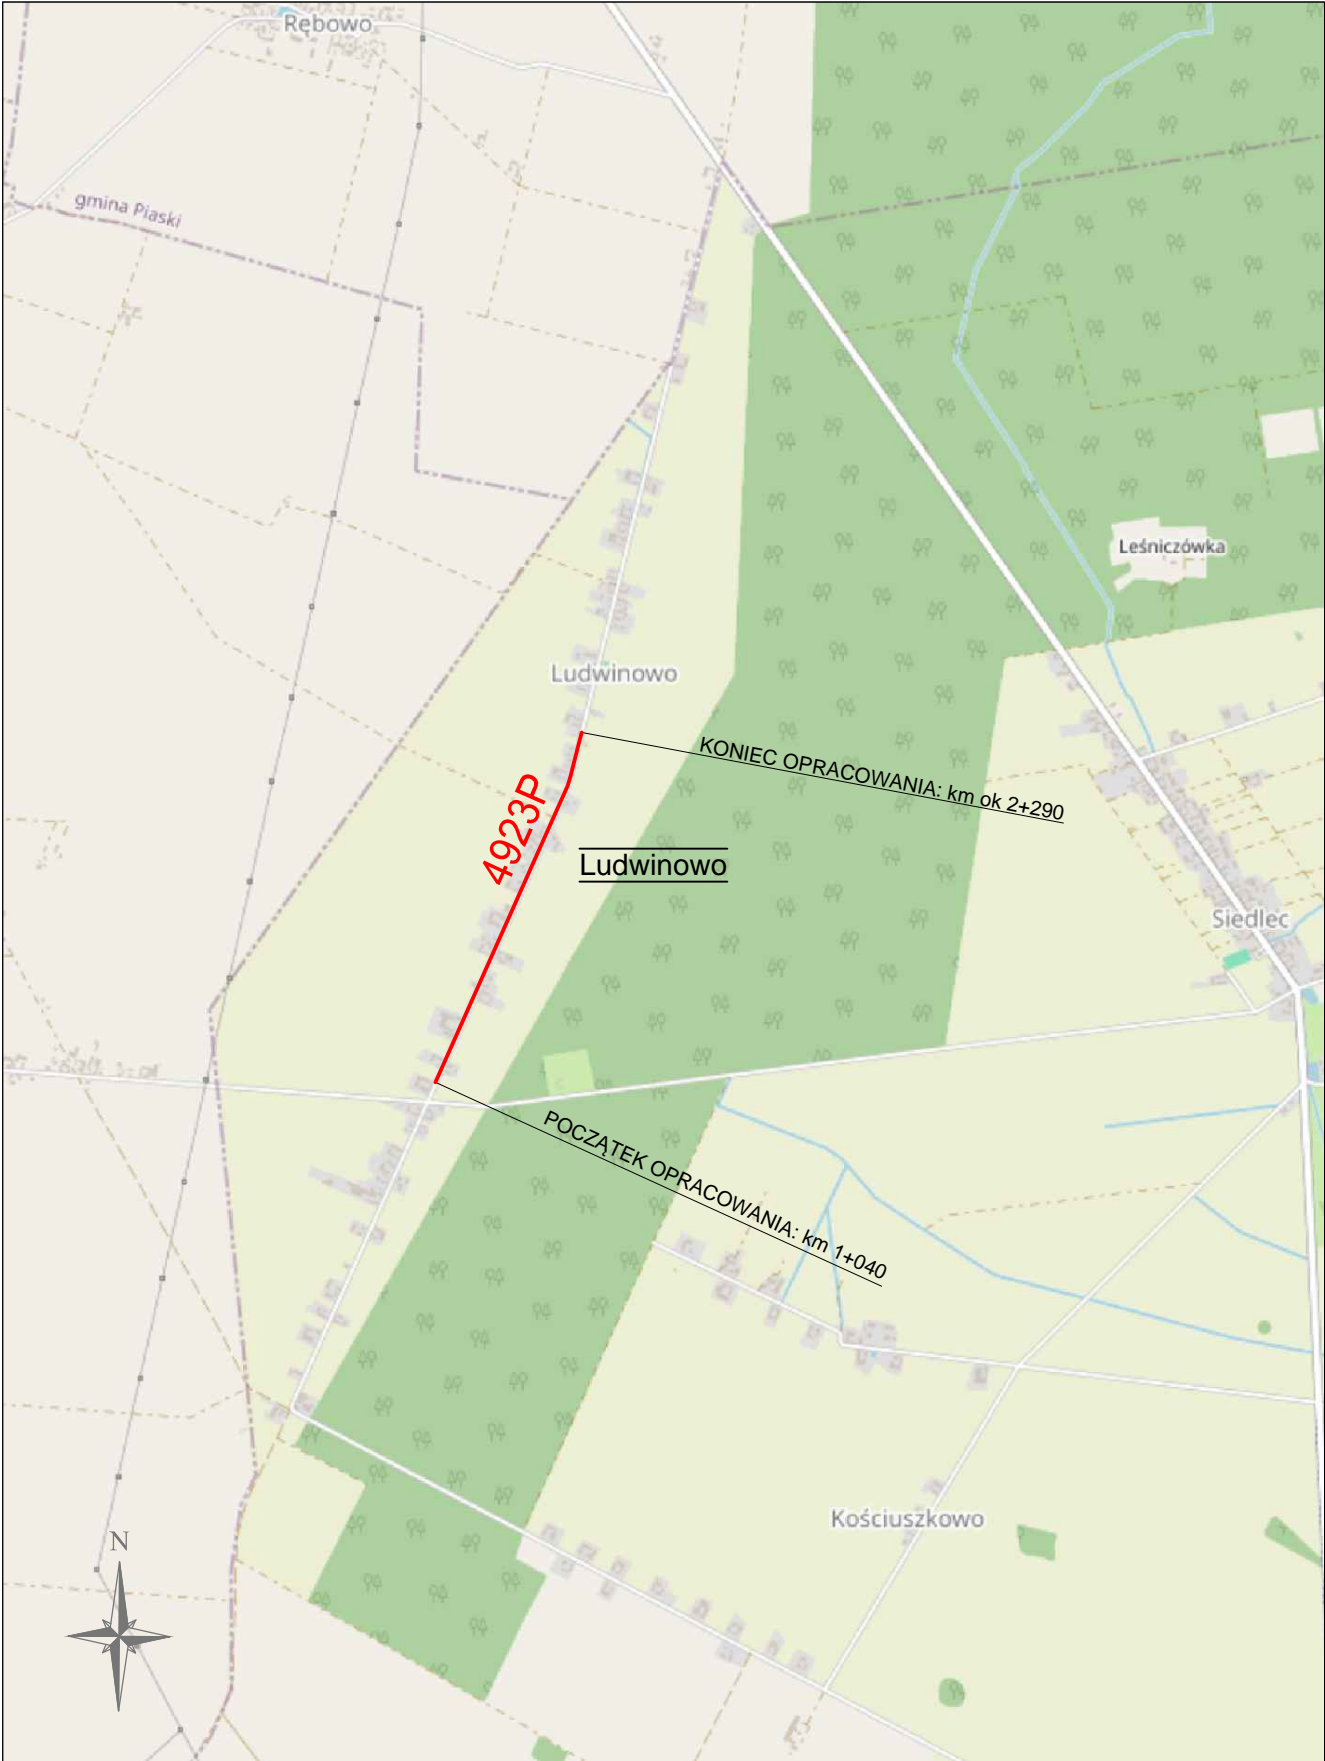 Rębowo
gmina Piaski
Leśniczówka
Ludwinowo
KONIEC OPRACOWANIA: km ok 2+290
4923P
Ludwinowo
Siedlec
POCZĄTEK OPRACOWANIA: km 1+040
Kościuszkowo
N